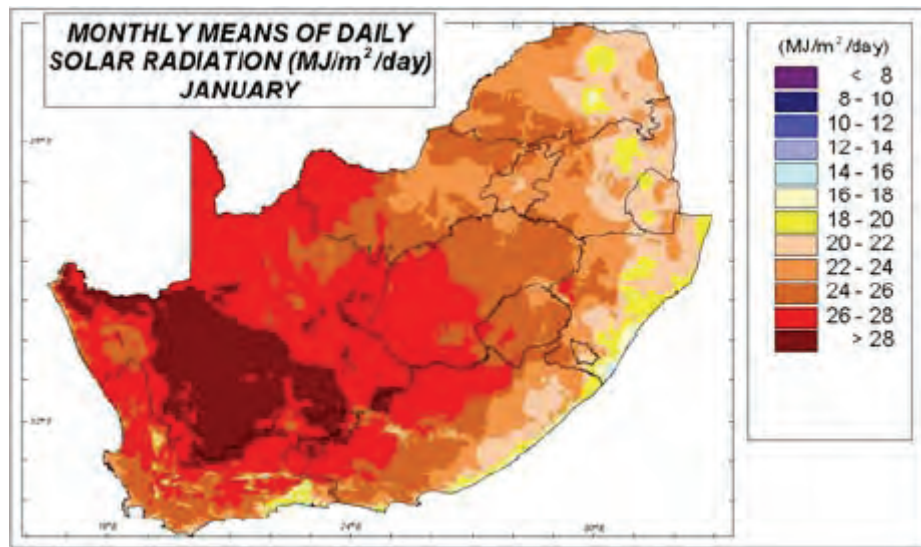 MONTHLY MEANS OF DAILY
SOLAR RADIATION (MJ/m²/day)
JANUARY
(MJ/m²/day)
< 8
8 - 10
10 - 12
12 - 14
14 - 16
16 - 18
18 - 20
20 - 22
22 - 24
24 - 26
26 - 28
> 28